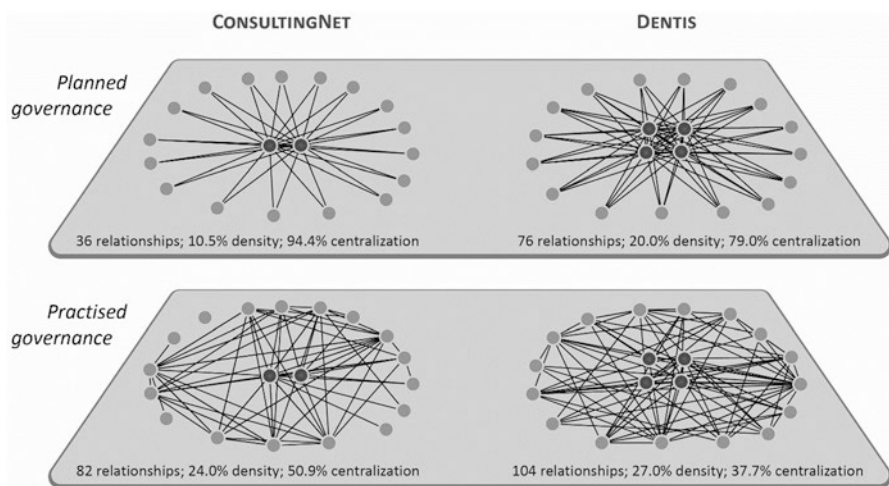 CONSULTINGNET
DENTIS
Planned
governance
36 relationships; 10.5% density; 94.4% centralization
76 relationships; 20.0% density; 79.0% centralization
Practised
governance
82 relationships; 24.0% density; 50.9% centralization
104 relationships; 27.0% density; 37.7% centralization